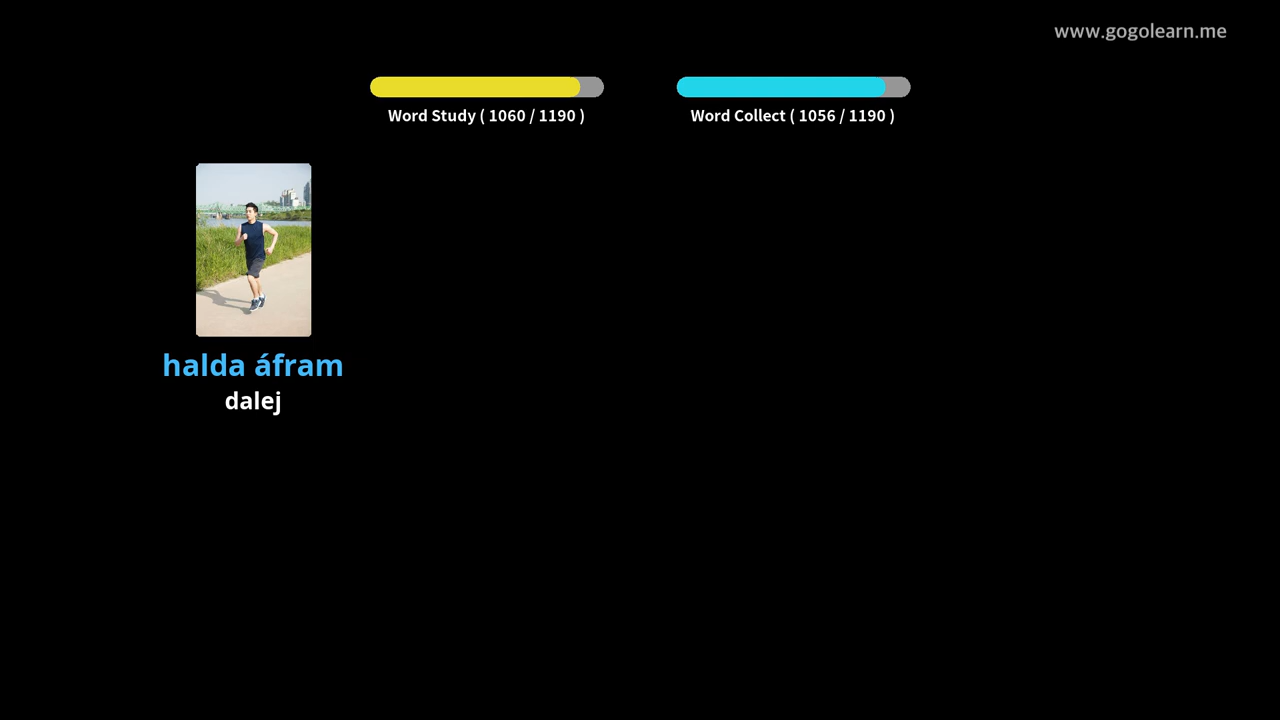 www.gogolearn.me
Word Study ( 1060 / 1190 )
Word Collect ( 1056 / 1190 )
halda áfram
dalej